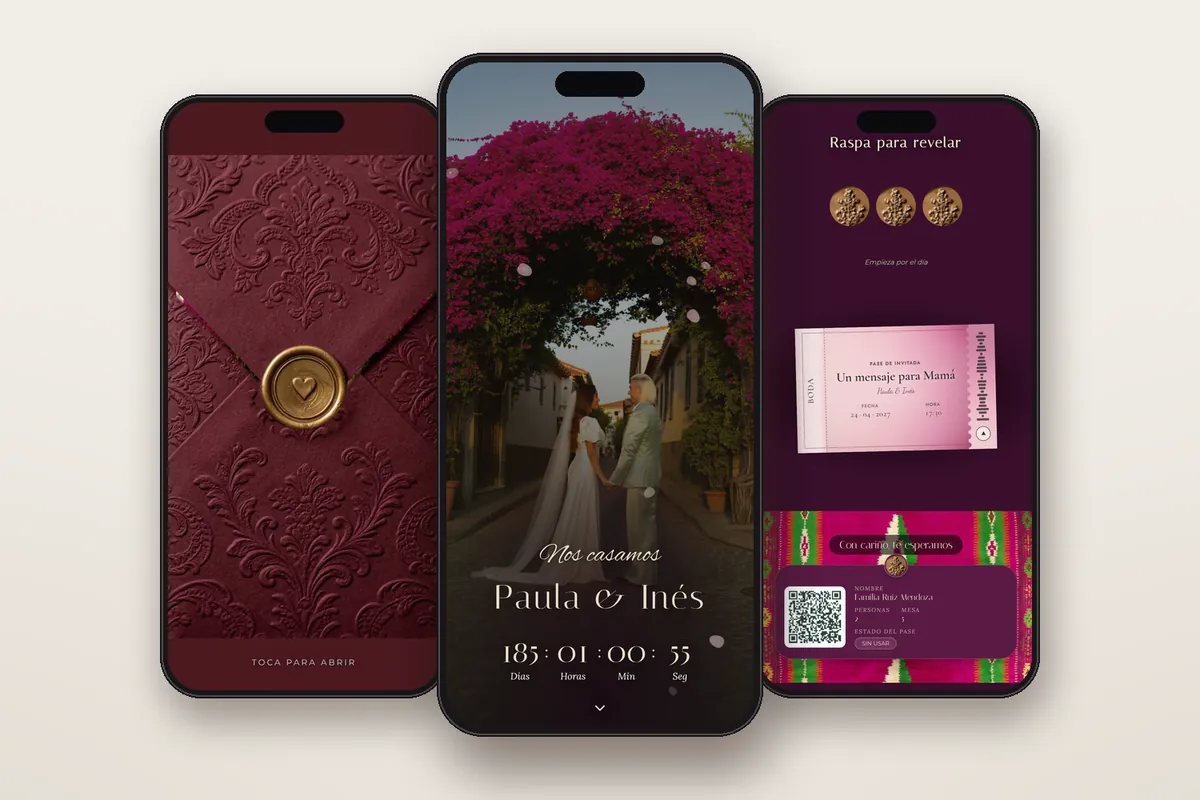 TOCA PARA ABRIR
Nos casamos
Paula & Inés
185 : 01 : 00 : 55
Días Horas Min Seg
Raspa para revelar
Empieza por el día
BODA
PASE DE INVITADA
Un mensaje para Mamá
Paula & Inés
FECHA HORA
24 · 04 · 2027 17:30
Con cariño te esperamos
NOMBRE
Familia Ruiz Mendoza
PERSONAS MESA
ESTADO DEL PASE
SIN USAR